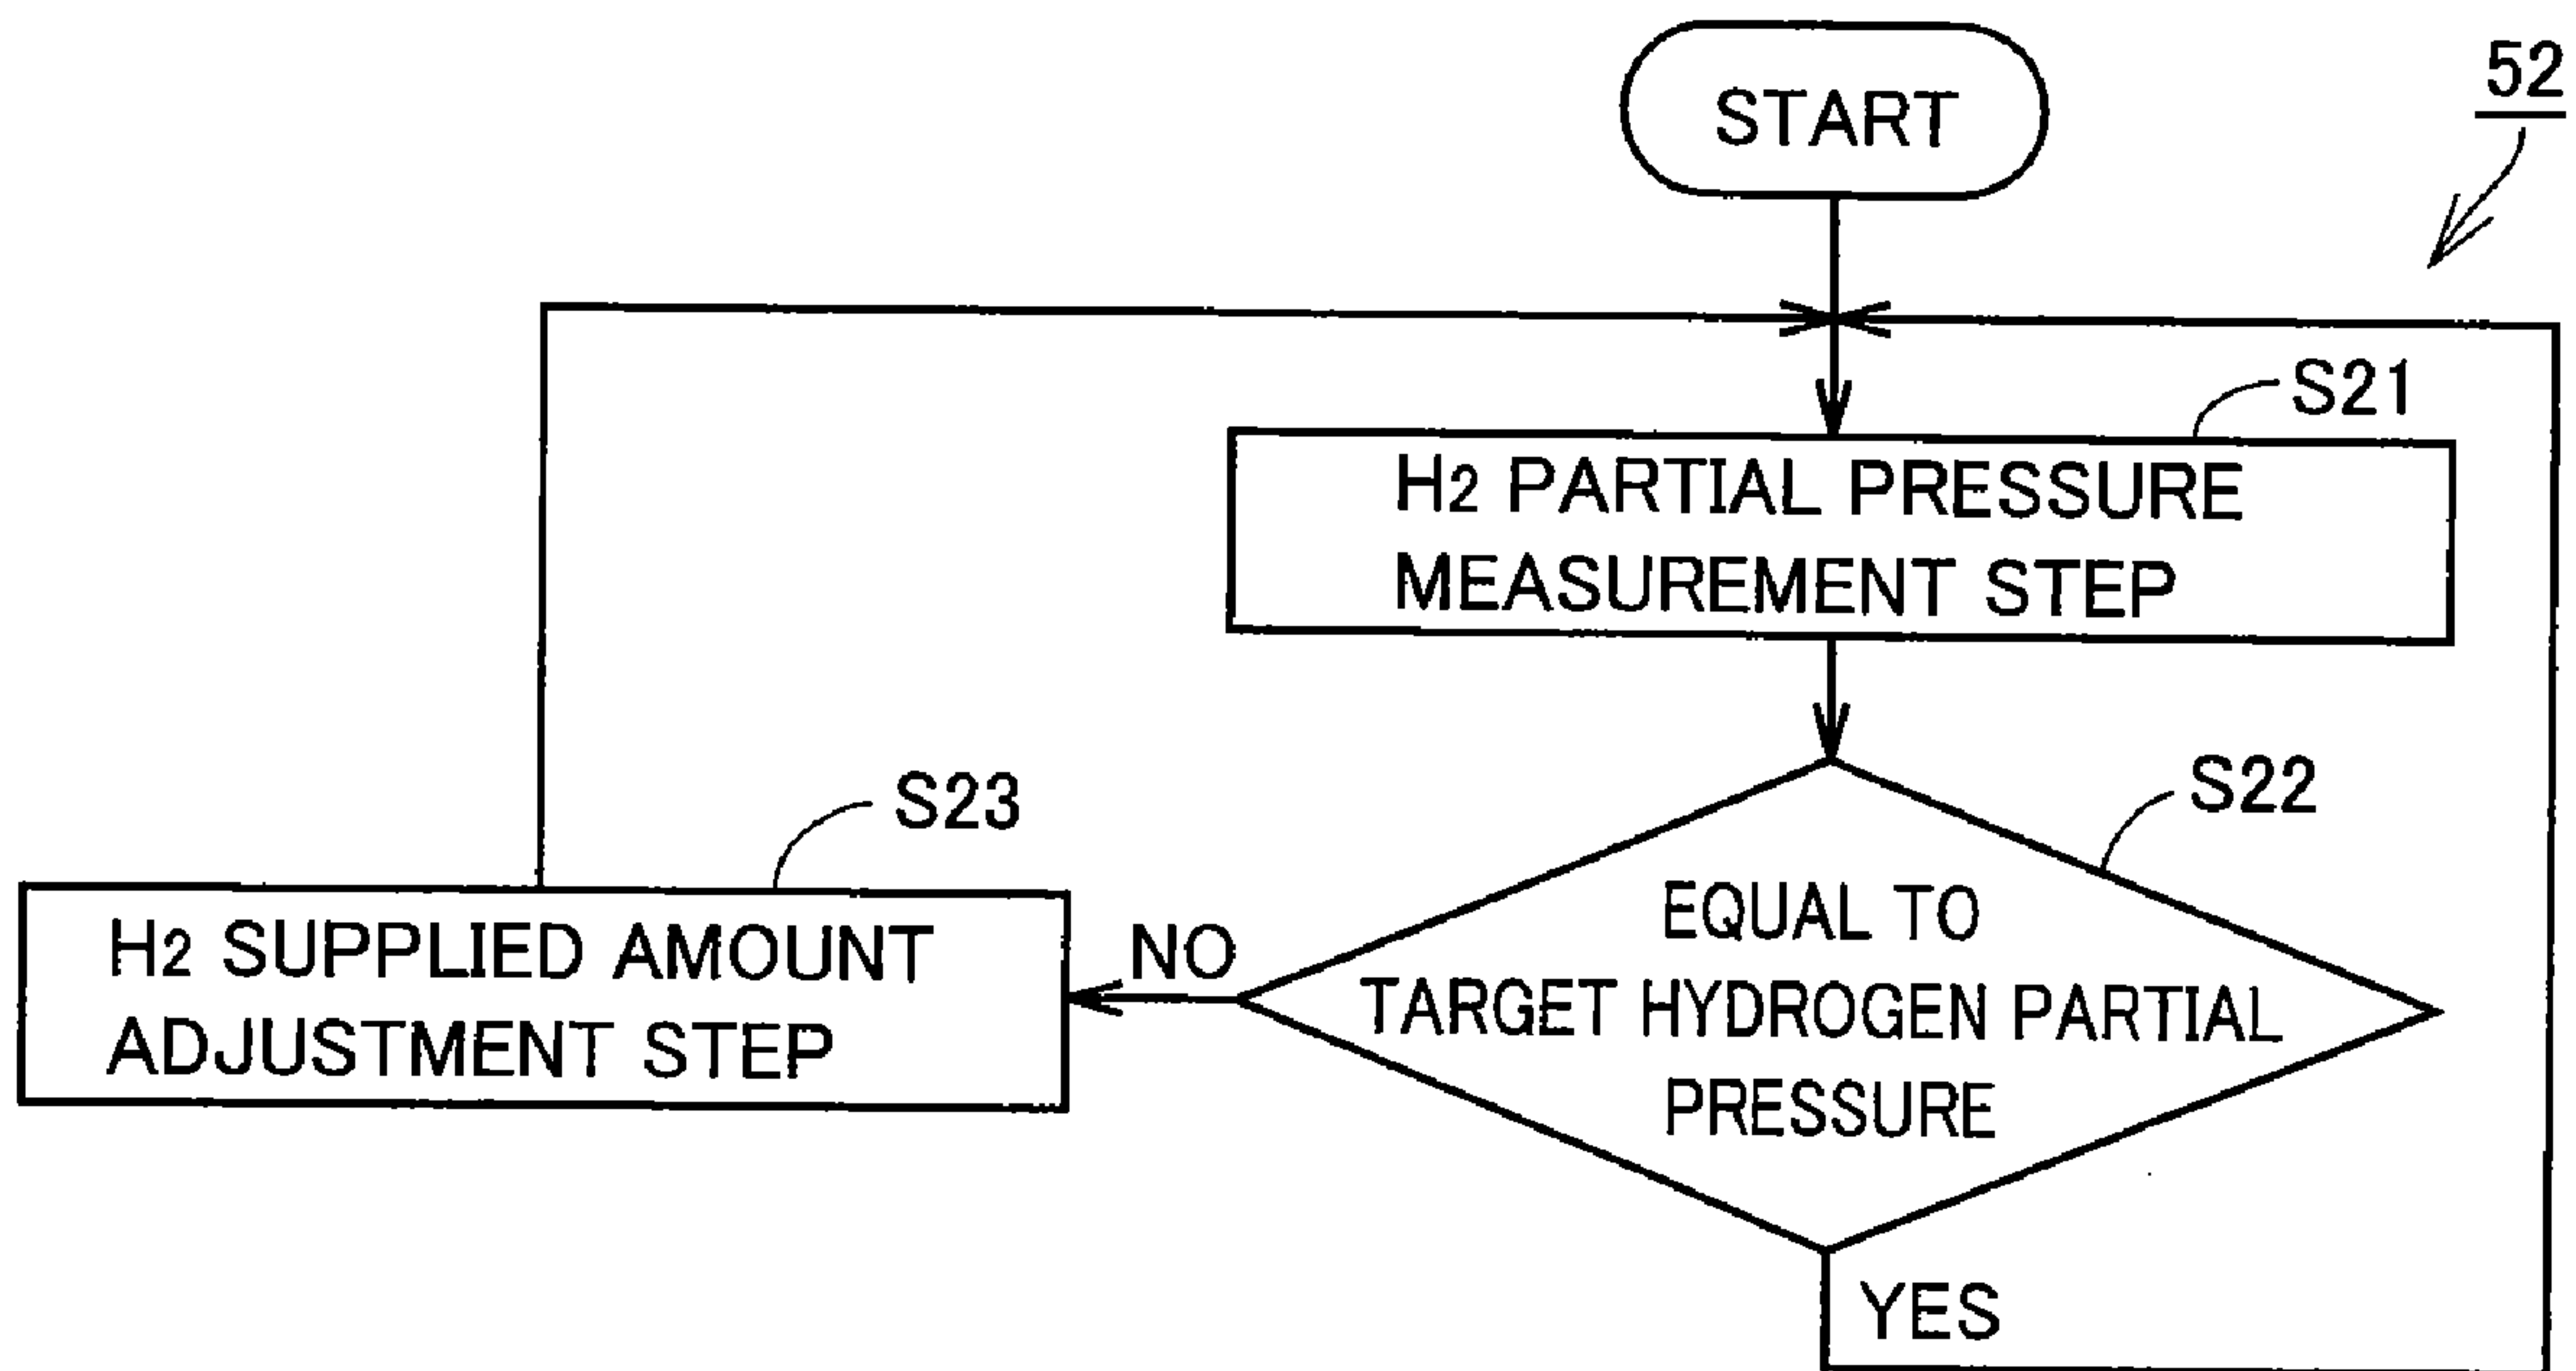 START
52
S21
H2 PARTIAL PRESSURE
MEASUREMENT STEP
S22
EQUAL TO
TARGET HYDROGEN PARTIAL
PRESSURE
NO
S23
H2 SUPPLIED AMOUNT
ADJUSTMENT STEP
YES